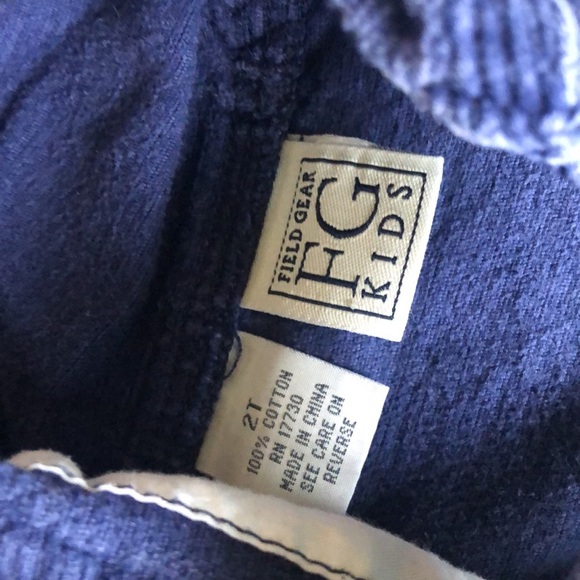 FIELD GEAR
FG
KIDS
2T
100% COTTON
RN 17730
MADE IN CHINA
SEE CARE ON
REVERSE